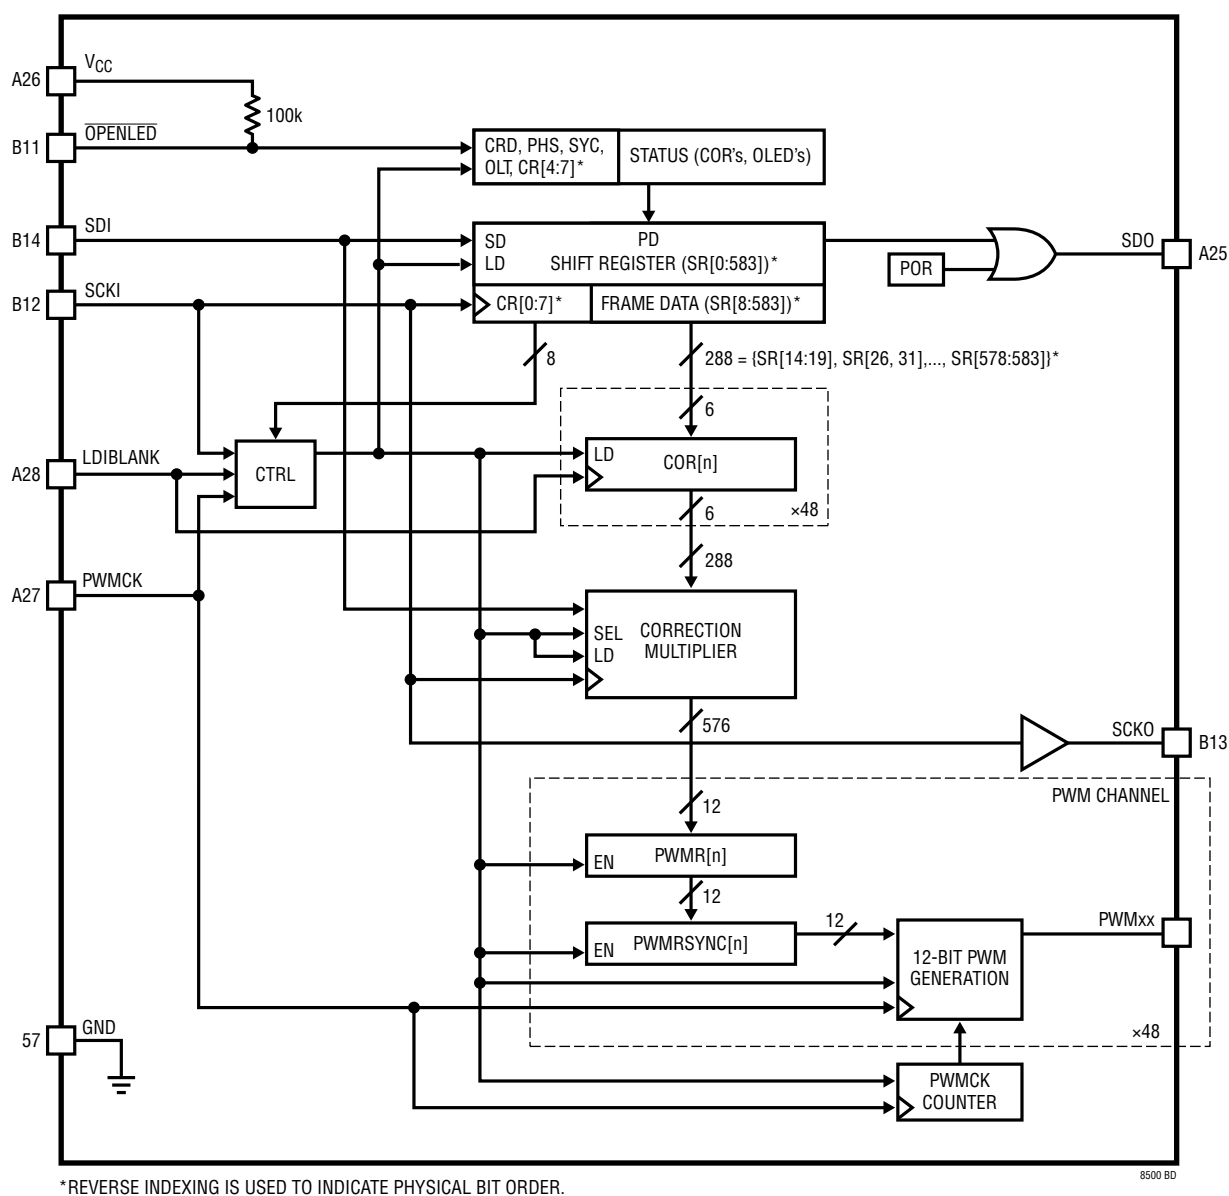 VCC
A26
100k
OPENLED
B11
CRD, PHS, SYC,
OLT, CR[4:7]*
STATUS (COR's, OLED's)
SDI
B14
SD
LD
PD
SHIFT REGISTER (SR[0:583])*
POR
SDO
A25
SCKI
B12
CR[0:7]*
FRAME DATA (SR[8:583])*
8
288 = {SR[14:19], SR[26, 31],..., SR[578:583]}*
6
LDIBLANK
A28
CTRL
LD
COR[n]
6
×48
288
PWMCK
A27
SEL
LD
CORRECTION
MULTIPLIER
576
SCKO
B13
PWM CHANNEL
12
EN
PWMR[n]
12
EN
PWMRSYNC[n]
12
12-BIT PWM
GENERATION
PWMxx
×48
57
GND
PWMCK
COUNTER
8500 BD
*REVERSE INDEXING IS USED TO INDICATE PHYSICAL BIT ORDER.